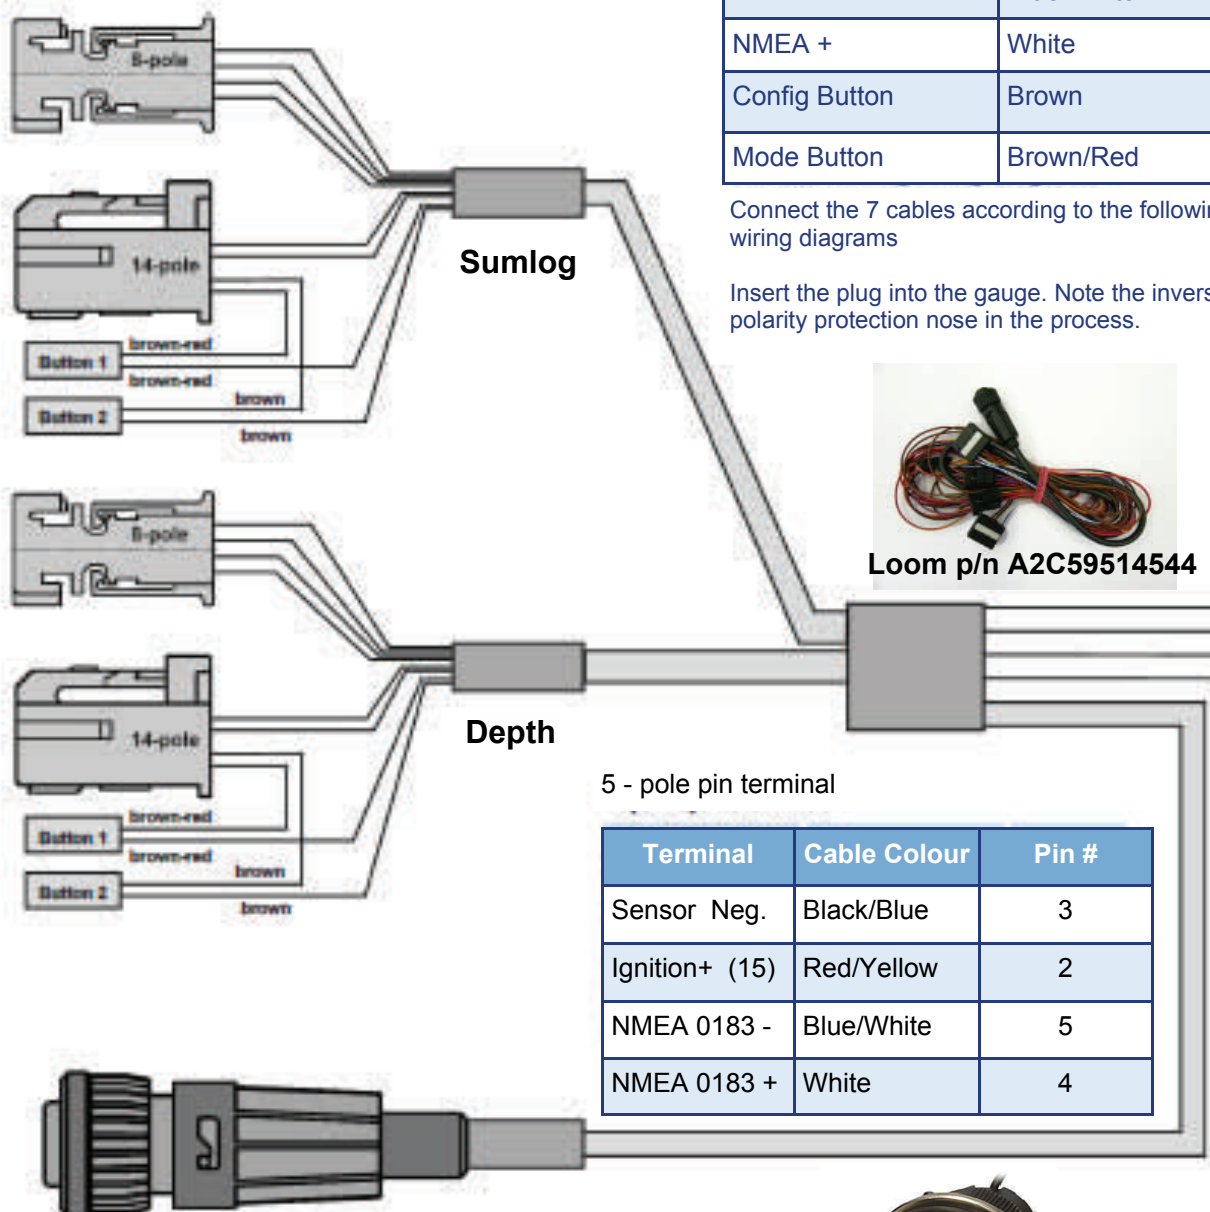 NMEA + White
Config Button Brown
Mode Button Brown/Red
Connect the 7 cables according to the
wiring diagrams
Insert the plug into the gauge. Note the
polarity protection nose in the process.
8-pole
14-pole
Sumlog
brown-red
Button 1
brown-red
brown
Button 2
brown
Loom p/n A2C59514544
8-pole
14-pole
Depth
brown-red
Button 1
brown-red
brown
Button 2
brown
5 - pole pin terminal
Terminal Cable Colour Pin #
Sensor Neg. Black/Blue 3
Ignition+ (15) Red/Yellow 2
NMEA 0183 - Blue/White 5
NMEA 0183 + White 4